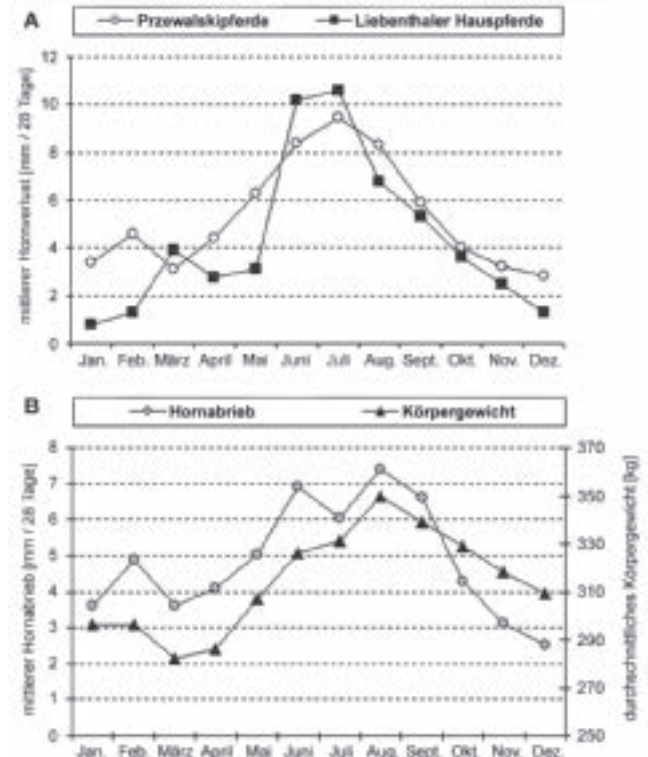 A
Przewalskipferde Liebenthaler Hauspferde
mittlerer Hornverlust [mm / 28 Tage]
12
10
8
6
4
2
0
Jan. Feb. März April Mai Juni Juli Aug. Sept. Okt. Nov. Dez.
B
Hornabrieb Körpergewicht
mittlerer Hornabrieb [mm / 28 Tage]
8
7
6
5
4
3
2
1
0
370
350
330
310
290
270
250
durchschnittliches Körpergewicht [kg]
Jan. Feb. März April Mai Juni Juli Aug. Sept. Okt. Nov. Dez.